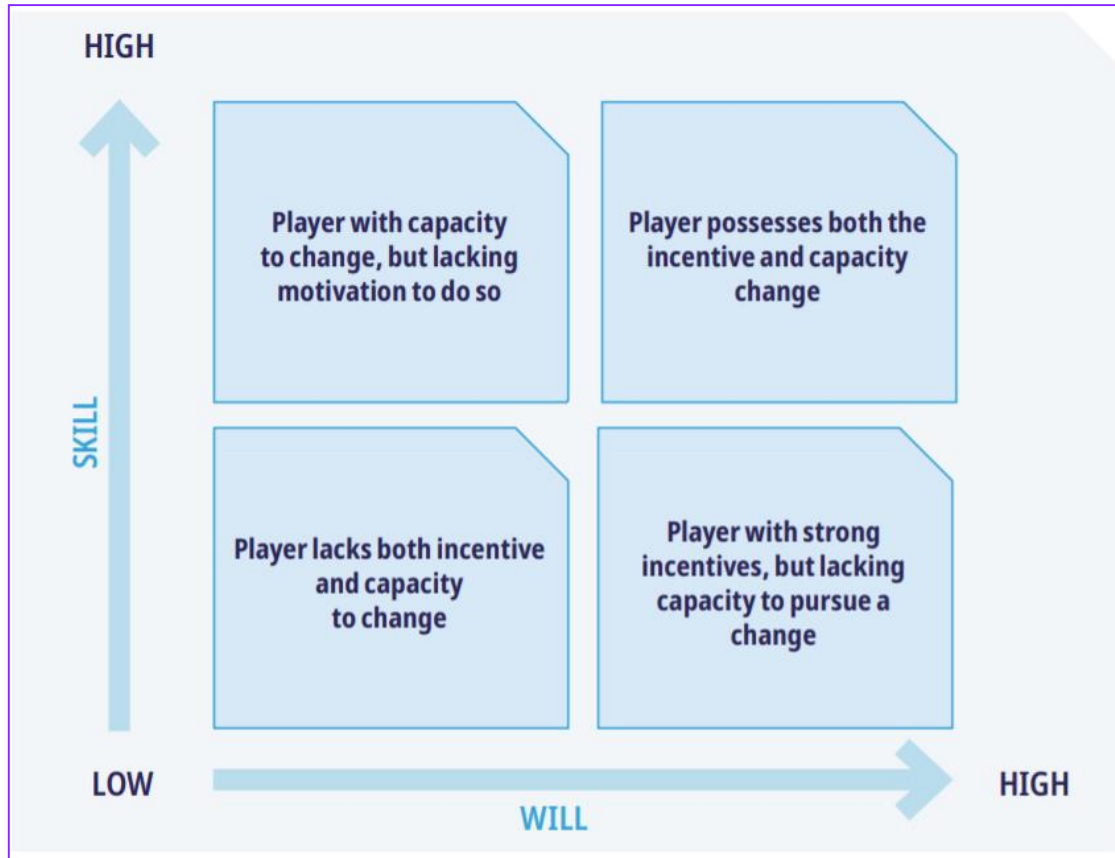 HIGH
Player with capacity
to change, but lacking
motivation to do so
Player possesses both the
incentive and capacity
change
SKILL
Player lacks both incentive
and capacity
to change
Player with strong
incentives, but lacking
capacity to pursue a
change
LOW
HIGH
WILL